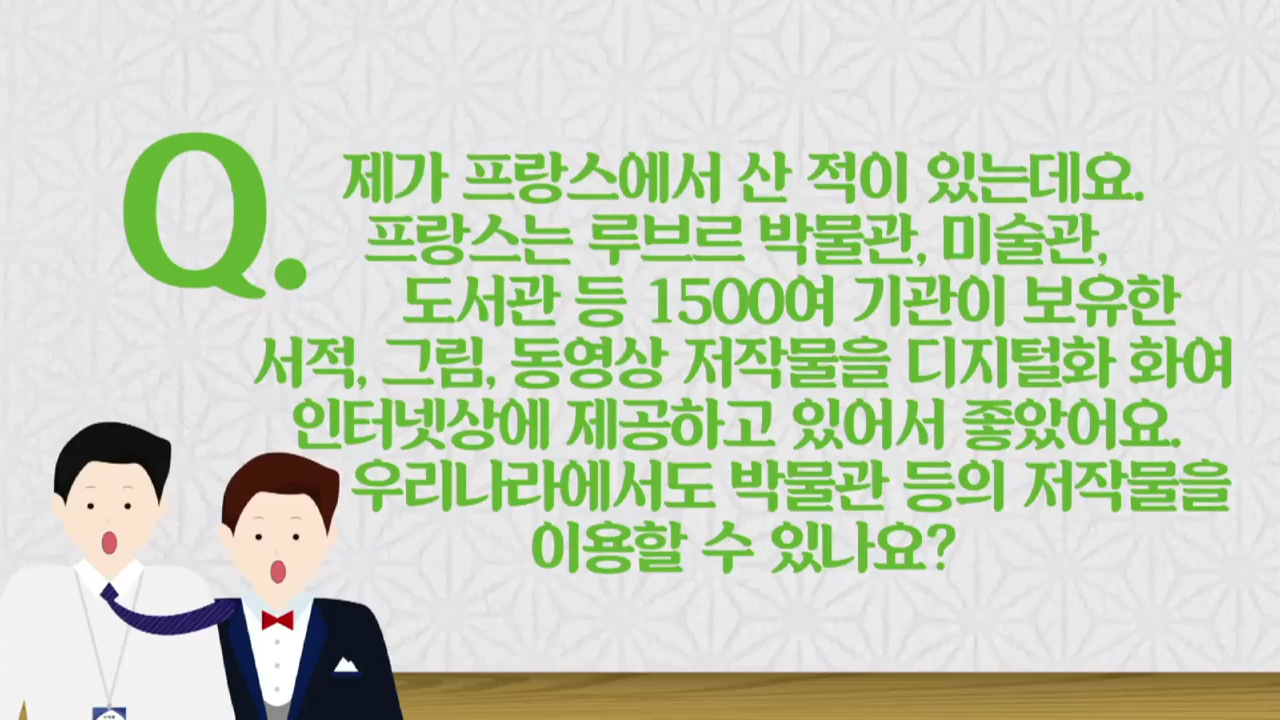 Q.
제가 프랑스에서 산 적이 있는데요.
프랑스는 루브르 박물관, 미술관,
도서관 등 1500여 기관이 보유한
서적, 그림, 동영상 저작물을 디지털화 화여
인터넷상에 제공하고 있어서 좋았어요.
우리나라에서도 박물관 등의 저작물을
이용할 수 있나요?